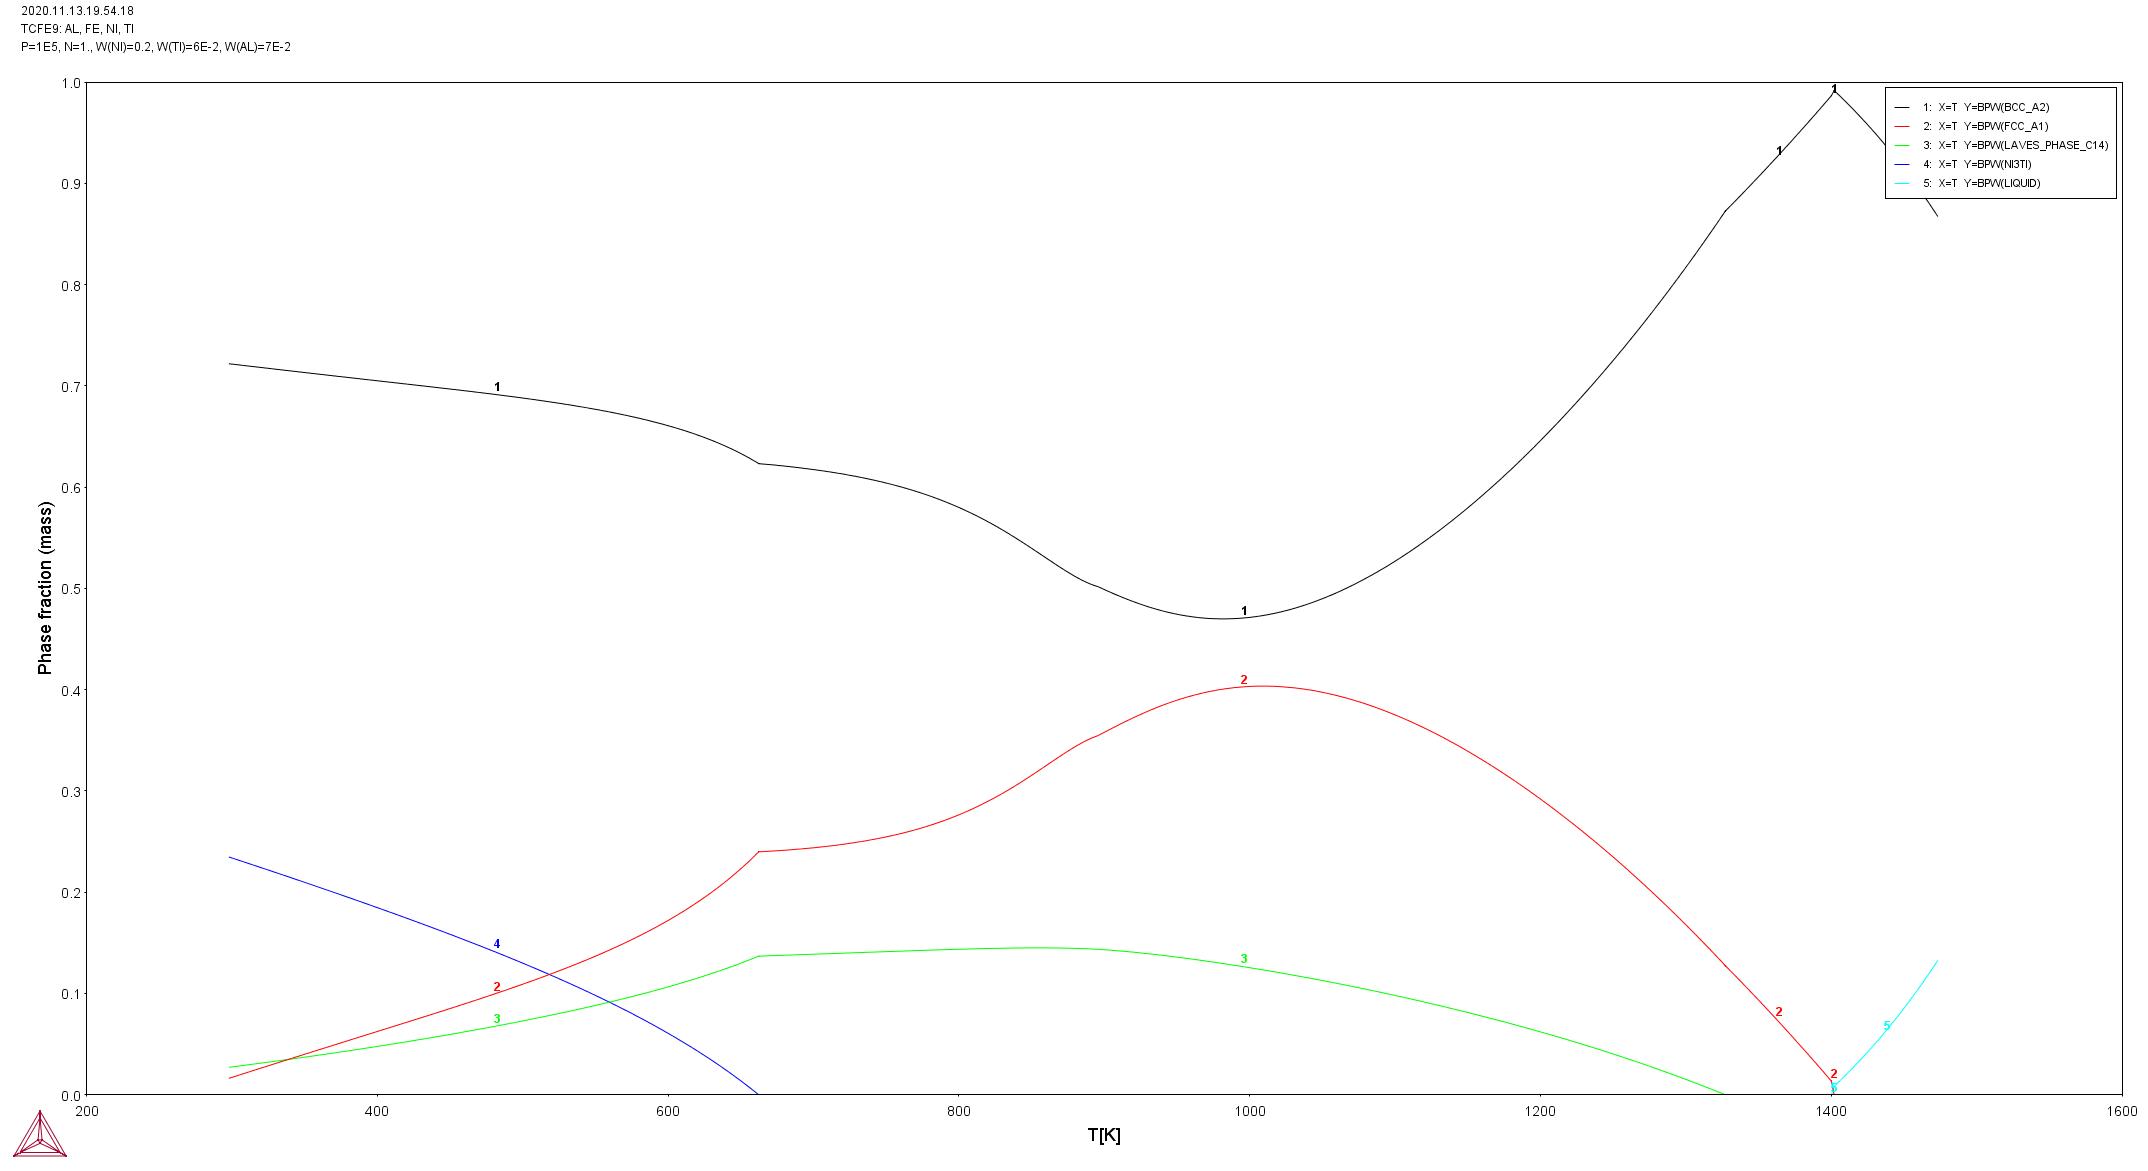 2020.11.13.19.54.18
TCFE9: AL, FE, NI, TI
P=1E5, N=1., W(NI)=0.2, W(TI)=6E-2, W(AL)=7E-2
1.0
0.9
0.8
0.7
0.6
0.5
0.4
0.3
0.2
0.1
0.0
Phase fraction (mass)
1
1
1: X=T Y=BPW(BCC_A2)
2: X=T Y=BPW(FCC_A1)
3: X=T Y=BPW(LAVES_PHASE_C14)
4: X=T Y=BPW(NI3TI)
5: X=T Y=BPW(LIQUID)
1
1
2
4
3
2
3
2
5
2
5
200 400 600 800 1000 1200 1400 1600
T[K]